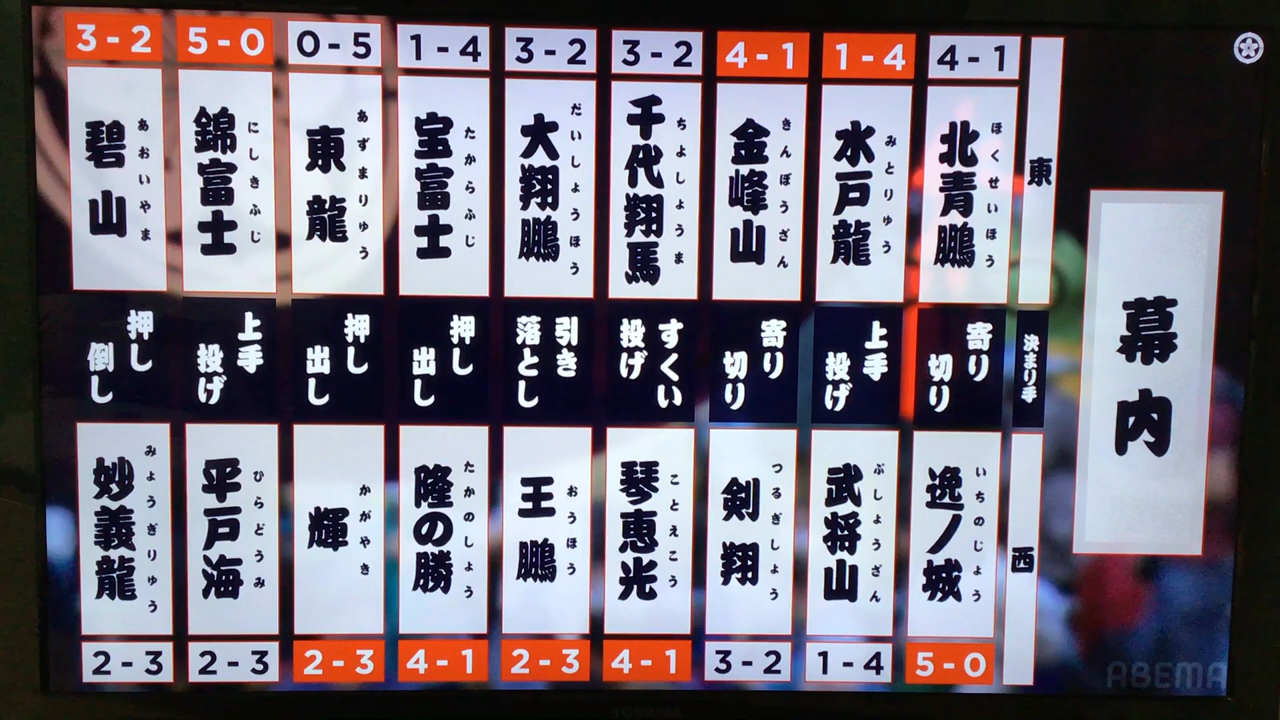 幕内
東
決まり手
西
4-1
北青鵬
ほくせいほう
寄り切り
逸ノ城
いちのじょう
5-0
1-4
水戸龍
みとりゅう
上手投げ
武将山
ぶしょうざん
1-4
4-1
金峰山
きんぼうざん
寄り切り
剣翔
つるぎしょう
3-2
3-2
千代翔馬
ちよしょうま
すくい投げ
琴恵光
ことえこう
4-1
3-2
大翔鵬
だいしょうほう
引き落とし
王鵬
おうほう
2-3
1-4
宝富士
たからふじ
押し出し
隆の勝
たかのしょう
4-1
0-5
東龍
あずまりゅう
押し出し
輝
かがやき
2-3
5-0
錦富士
にしきふじ
上手投げ
平戸海
ひらどうみ
2-3
3-2
碧山
あおいやま
押し倒し
妙義龍
みょうぎりゅう
2-3
ABEMA